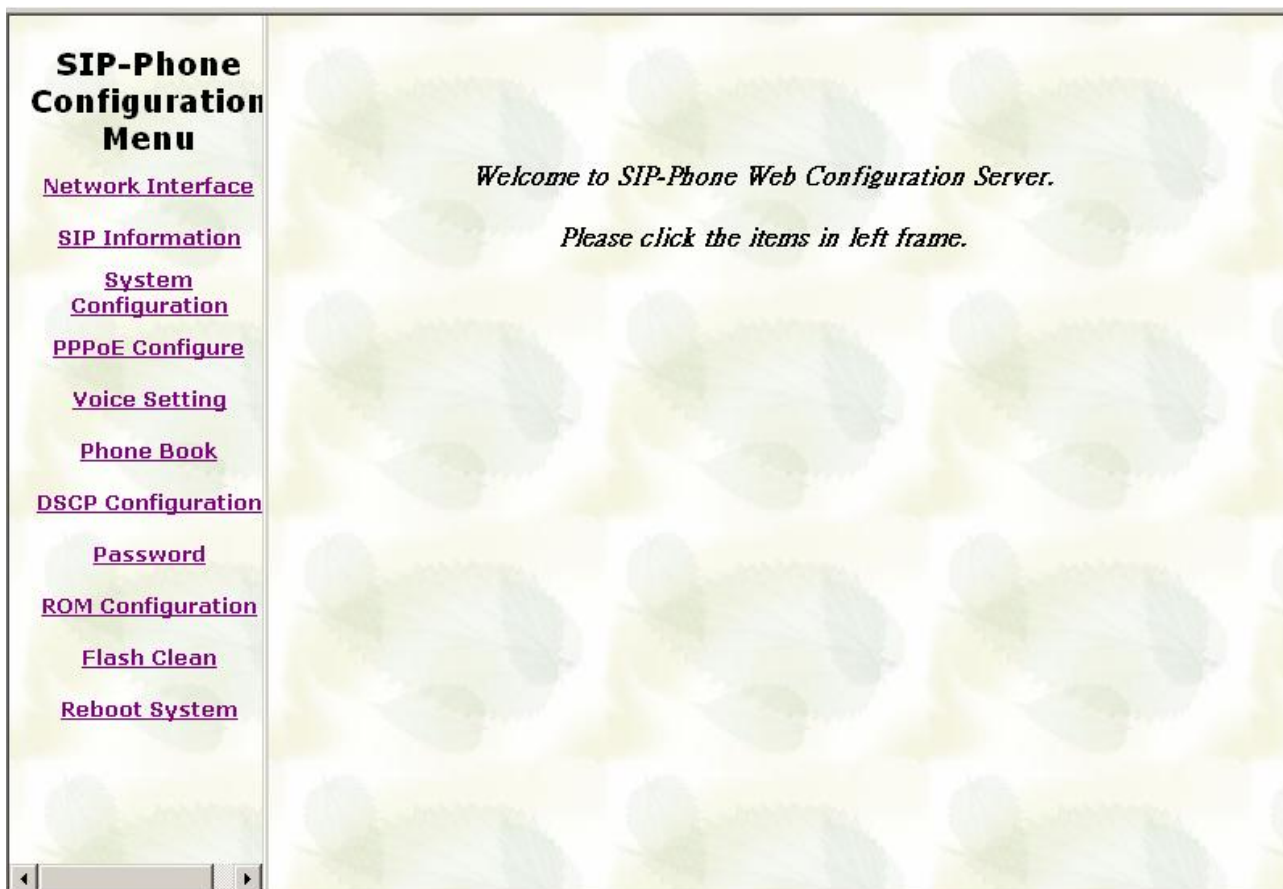 SIP-Phone
Configuration
Menu
Network Interface
SIP Information
System
Configuration
PPPoE Configure
Voice Setting
Phone Book
DSCP Configuration
Password
ROM Configuration
Flash Clean
Reboot System
Welcome to SIP-Phone Web Configuration Server.
Please click the items in left frame.